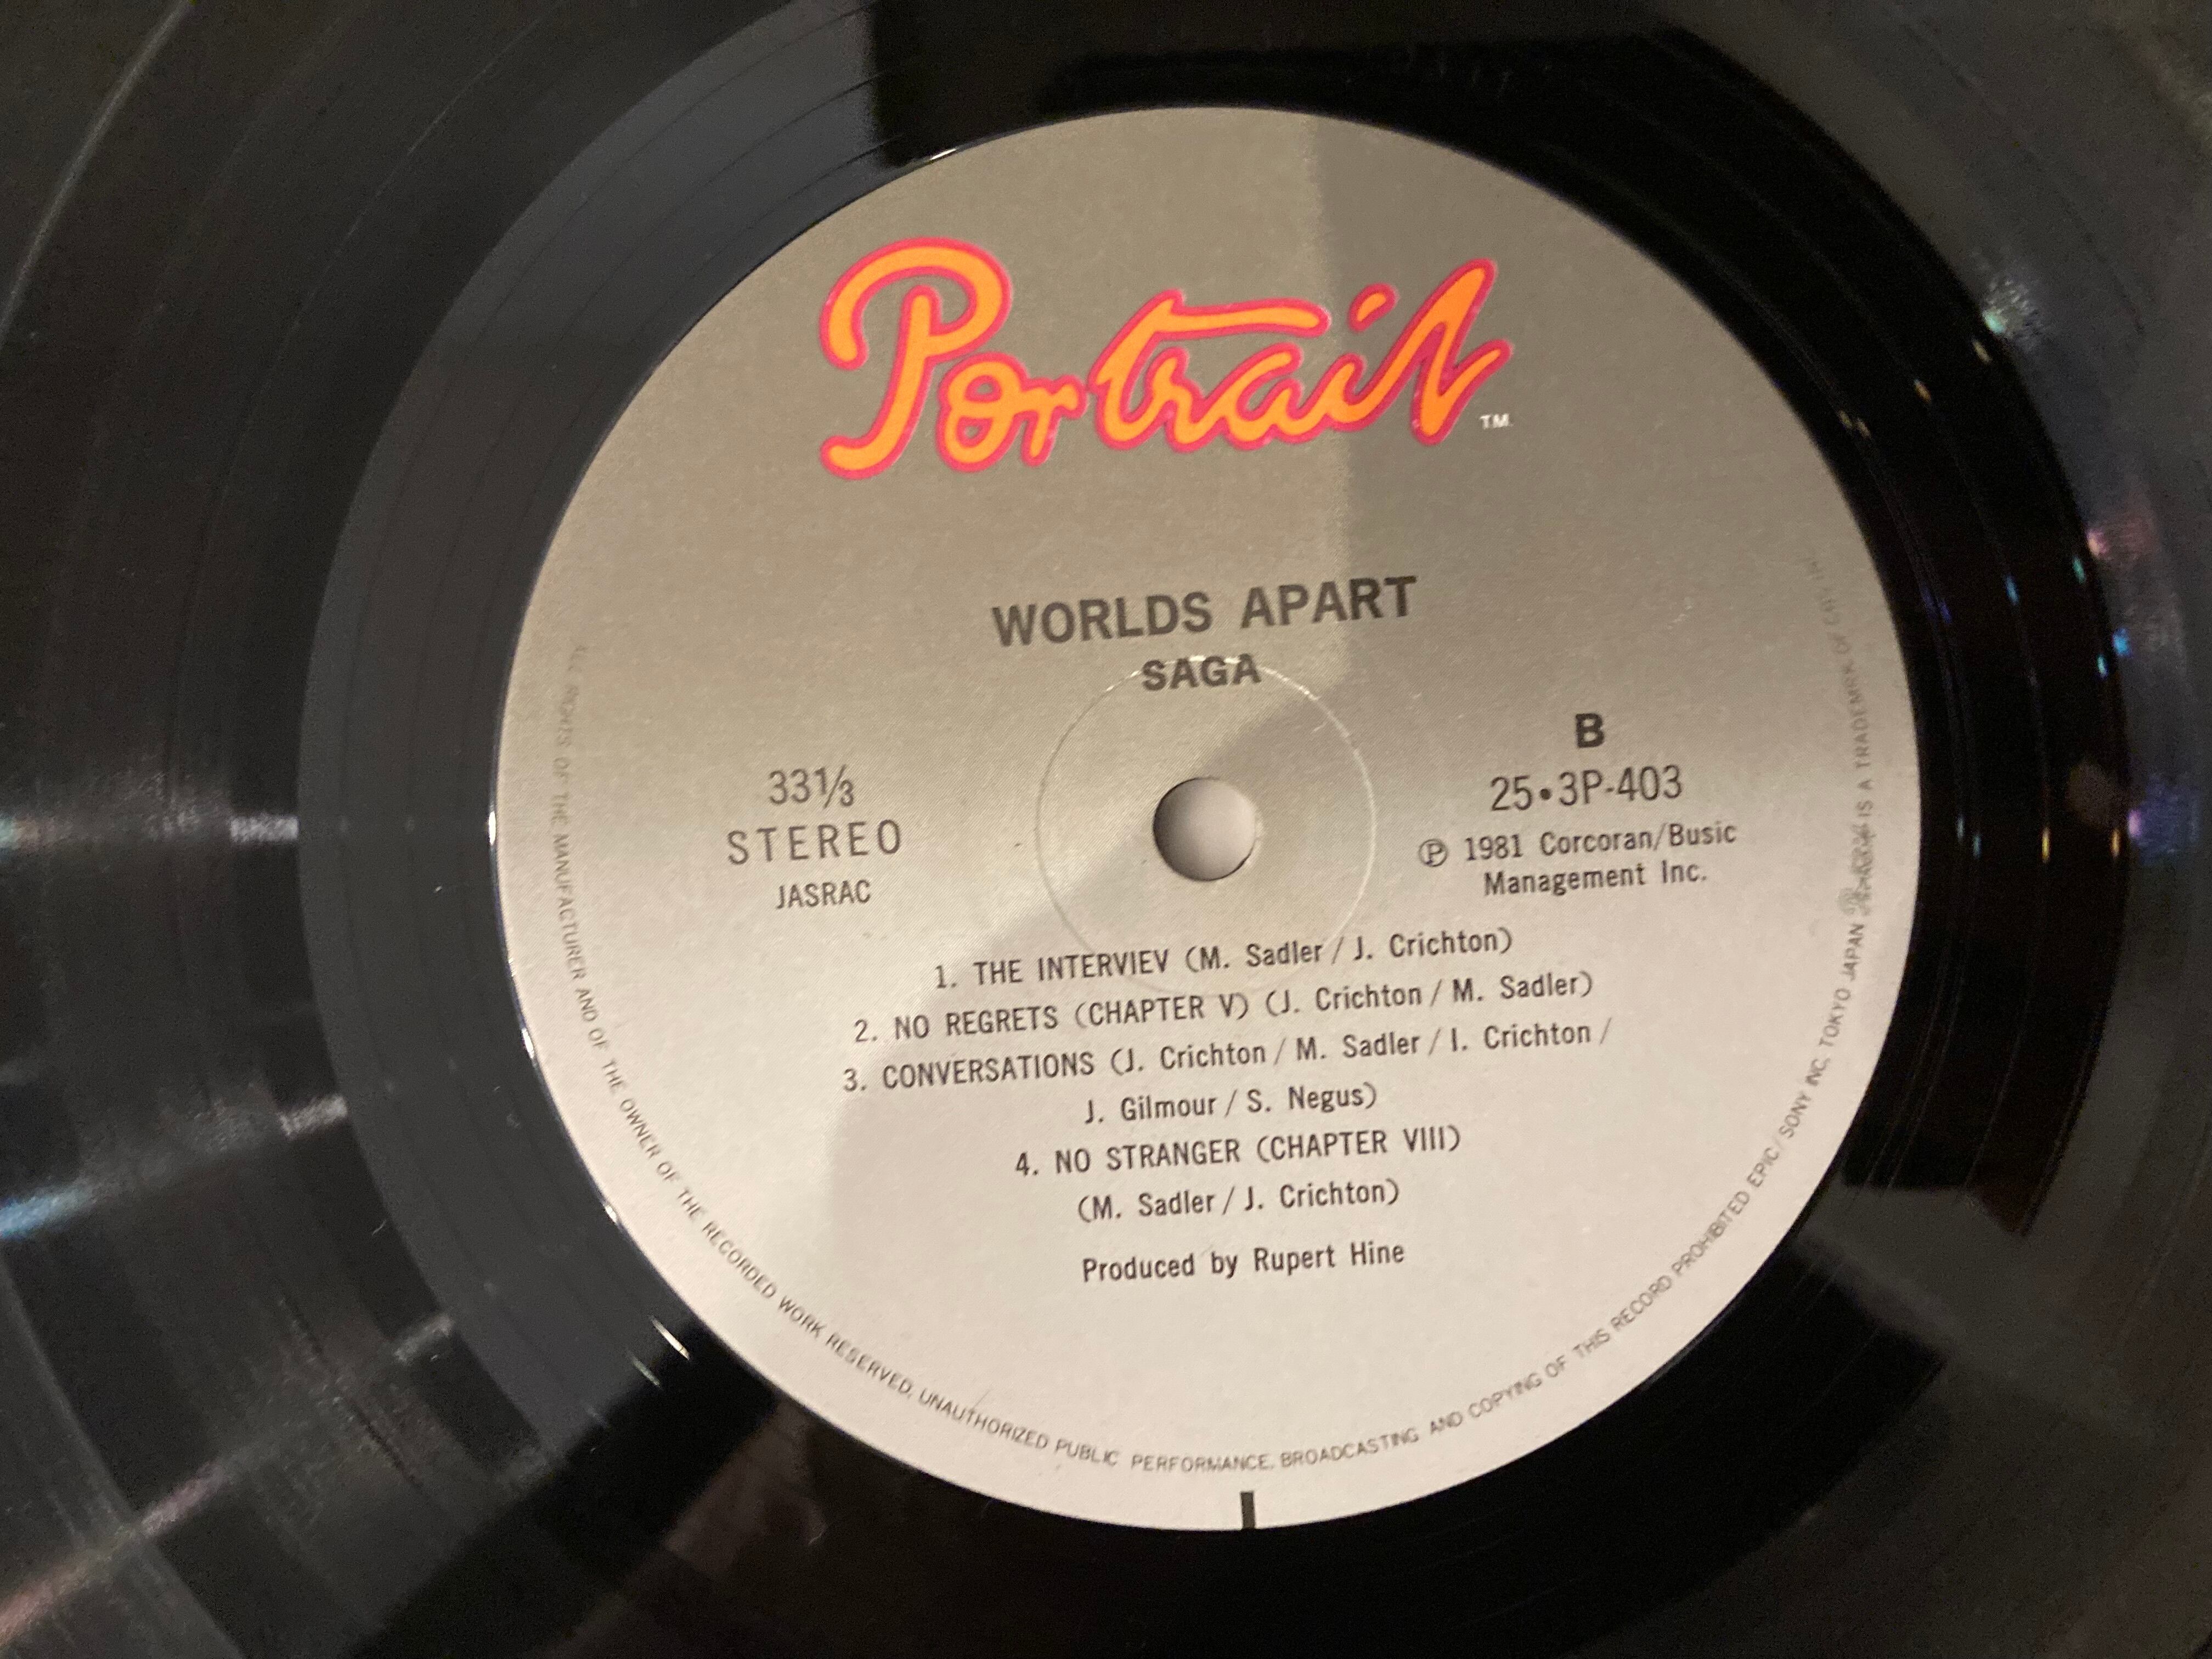 Portrait
T.M.
WORLDS APART
SAGA
33⅓
STEREO
JASRAC
B
25•3P-403
Ⓟ 1981 Corcoran/Busic
Management Inc.
1. THE INTERVIEV (M. Sadler / J. Crichton)
2. NO REGRETS (CHAPTER V) (J. Crichton / M. Sadler)
3. CONVERSATIONS (J. Crichton / M. Sadler / I. Crichton /
J. Gilmour / S. Negus)
4. NO STRANGER (CHAPTER VIII)
(M. Sadler / J. Crichton)
Produced by Rupert Hine
ALL RIGHTS OF THE MANUFACTURER AND OF THE OWNER OF THE RECORDED WORK RESERVED. UNAUTHORIZED PUBLIC PERFORMANCE, BROADCASTING AND COPYING OF THIS RECORD PROHIBITED EPIC/SONY INC. TOKYO JAPAN Portrait IS A TRADEMARK OF